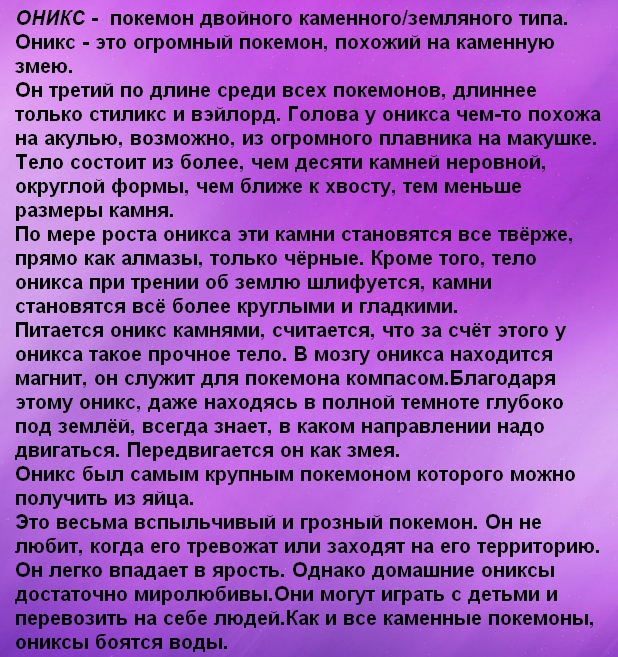 ОНИКС -  покемон двойного каменного/земляного типа.
Оникс - это огромный покемон, похожий на каменную
змею.
Он третий по длине среди всех покемонов, длиннее
только стиликс и вэйлорд. Голова у оникса чем-то похожа
на акулью, возможно, из огромного плавника на макушке.
Тело состоит из более, чем десяти камней неровной,
округлой формы, чем ближе к хвосту, тем меньше
размеры камня.
По мере роста оникса эти камни становятся все твёрже,
прямо как алмазы, только чёрные. Кроме того, тело
оникса при трении об землю шлифуется, камни
становятся всё более круглыми и гладкими.
Питается оникс камнями, считается, что за счёт этого у
оникса такое прочное тело. В мозгу оникса находится
магнит, он служит для покемона компасом.Благодаря
этому оникс, даже находясь в полной темноте глубоко
под землёй, всегда знает, в каком направлении надо
двигаться. Передвигается он как змея.
Оникс был самым крупным покемоном которого можно
получить из яйца.
Это весьма вспыльчивый и грозный покемон. Он не
любит, когда его тревожат или заходят на его территорию.
Он легко впадает в ярость. Однако домашние ониксы
достаточно миролюбивы.Они могут играть с детьми и
перевозить на себе людей.Как и все каменные покемоны,
ониксы боятся воды.